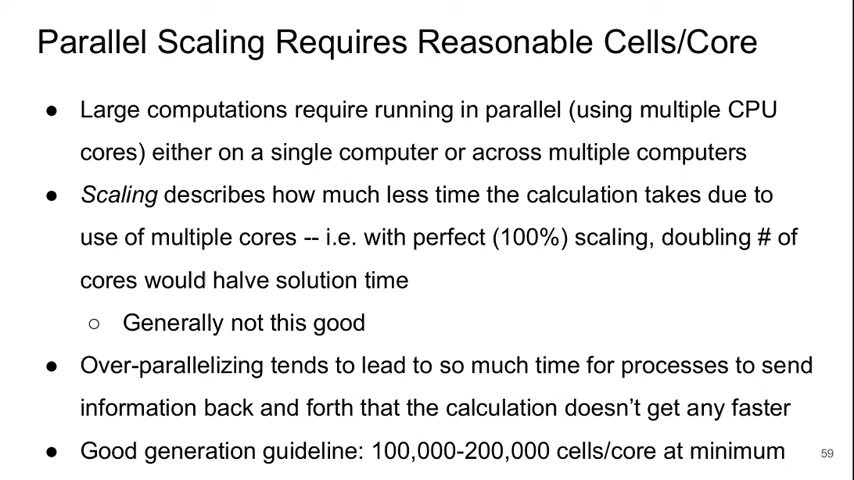 Parallel Scaling Requires Reasonable Cells/Core
● Large computations require running in parallel (using multiple CPU
cores) either on a single computer or across multiple computers
● Scaling describes how much less time the calculation takes due to
use of multiple cores -- i.e. with perfect (100%) scaling, doubling # of
cores would halve solution time
○ Generally not this good
● Over-parallelizing tends to lead to so much time for processes to send
information back and forth that the calculation doesn’t get any faster
● Good generation guideline: 100,000-200,000 cells/core at minimum
59